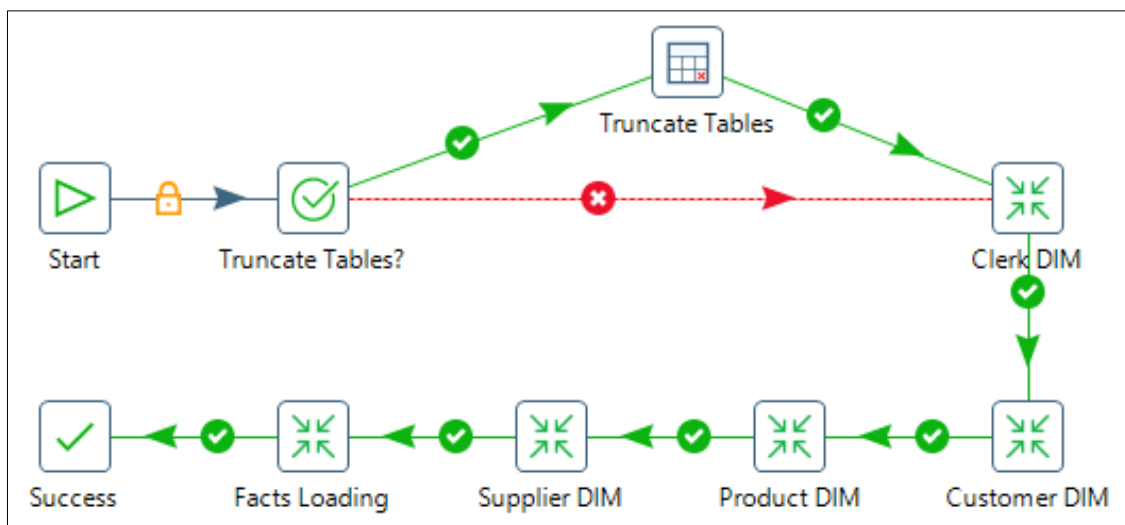 Truncate Tables
Start
Truncate Tables?
Clerk DIM
Success
Facts Loading
Supplier DIM
Product DIM
Customer DIM